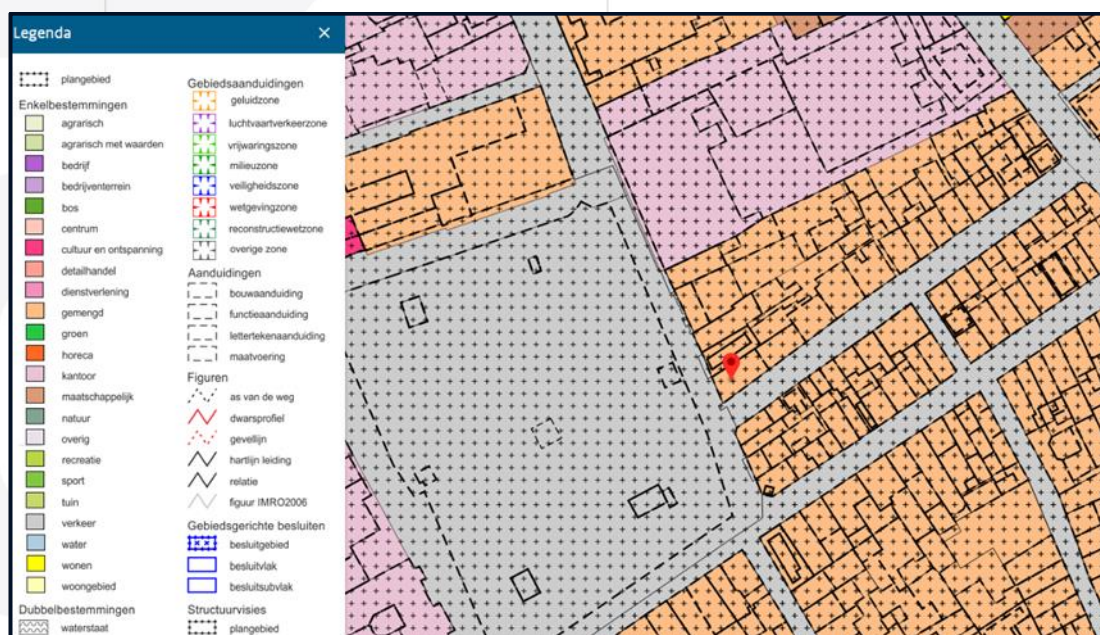 Legenda
plangebied
Enkelbestemmingen
agrarisch
agrarisch met waarden
bedrijf
bedrijventerrein
bos
centrum
cultuur en ontspanning
detailhandel
dienstverlening
gemengd
groen
horeca
kantoor
maatschappelijk
natuur
overig
recreatie
sport
tuin
verkeer
water
wonen
woongebied
Dubbelbestemmingen
waterstaat
Gebiedsaanduidingen
geluidzone
luchtvaartverkeerzone
vrijwaringszone
milieuzone
veiligheidszone
wetgevingzone
reconstructiewetzone
overige zone
Aanduidingen
bouwaanduiding
functieaanduiding
lettertekenaanduiding
maatvoering
Figuren
as van de weg
dwarsprofiel
gevellijn
hartlijn leiding
relatie
figuur IMRO2006
Gebiedsgerichte besluiten
besluitgebied
besluitvlak
besluitsubvlak
Structuurvisies
plangebied